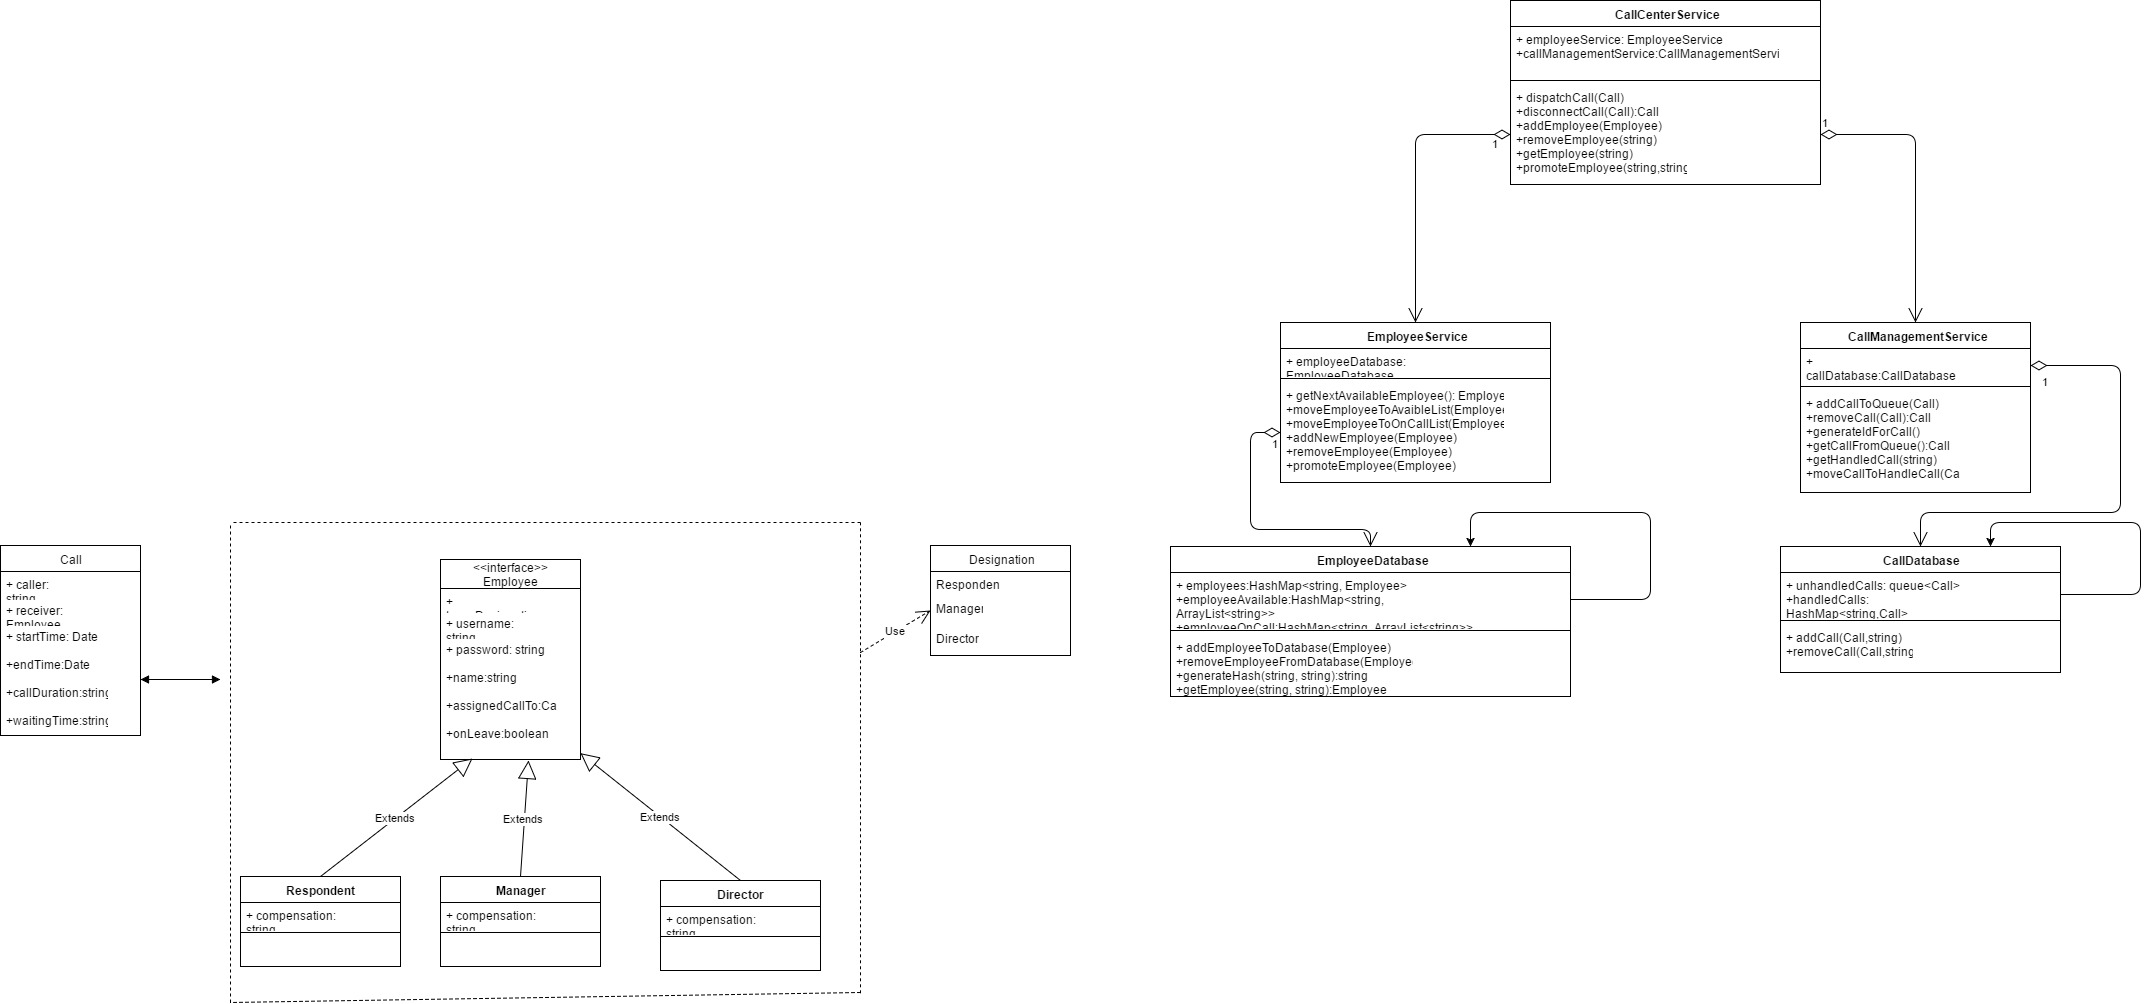 CallCenterService
+ employeeService: EmployeeService
+callManagementService:CallManagementServi
+ dispatchCall(Call)
+disconnectCall(Call):Call
+addEmployee(Employee)
+removeEmployee(string)
+getEmployee(string)
+promoteEmployee(string,string
1
1
EmployeeService
+ employeeDatabase:
EmployeeDatabase
+ getNextAvailableEmployee(): Employe
+moveEmployeeToAvaibleList(Employee
+moveEmployeeToOnCallList(Employee
+addNewEmployee(Employee)
+removeEmployee(Employee)
+promoteEmployee(Employee)
1
CallManagementService
+
callDatabase:CallDatabase
+ addCallToQueue(Call)
+removeCall(Call):Call
+generateIdForCall()
+getCallFromQueue():Call
+getHandledCall(string)
+moveCallToHandleCall(Ca
1
EmployeeDatabase
+ employees:HashMap<string, Employee>
+employeeAvailable:HashMap<string,
ArrayList<string>>
+employeeOnCall:HashMap<string, ArrayList<string>>
+ addEmployeeToDatabase(Employee)
+removeEmployeeFromDatabase(Employe
+generateHash(string, string):string
+getEmployee(string, string):Employee
CallDatabase
+ unhandledCalls: queue<Call>
+handledCalls:
HashMap<string,Call>
+ addCall(Call,string)
+removeCall(Call,string
Call
+ caller:
string
+ receiver:
Employee
+ startTime: Date
+endTime:Date
+callDuration:string
+waitingTime:string
<<interface>>
Employee
+
+ username:
string
+ password: string
+name:string
+assignedCallTo:Ca
+onLeave:boolean
Designation
Responden
Manager
Director
Use
Extends
Extends
Extends
Respondent
+ compensation:
string
Manager
+ compensation:
string
Director
+ compensation:
string